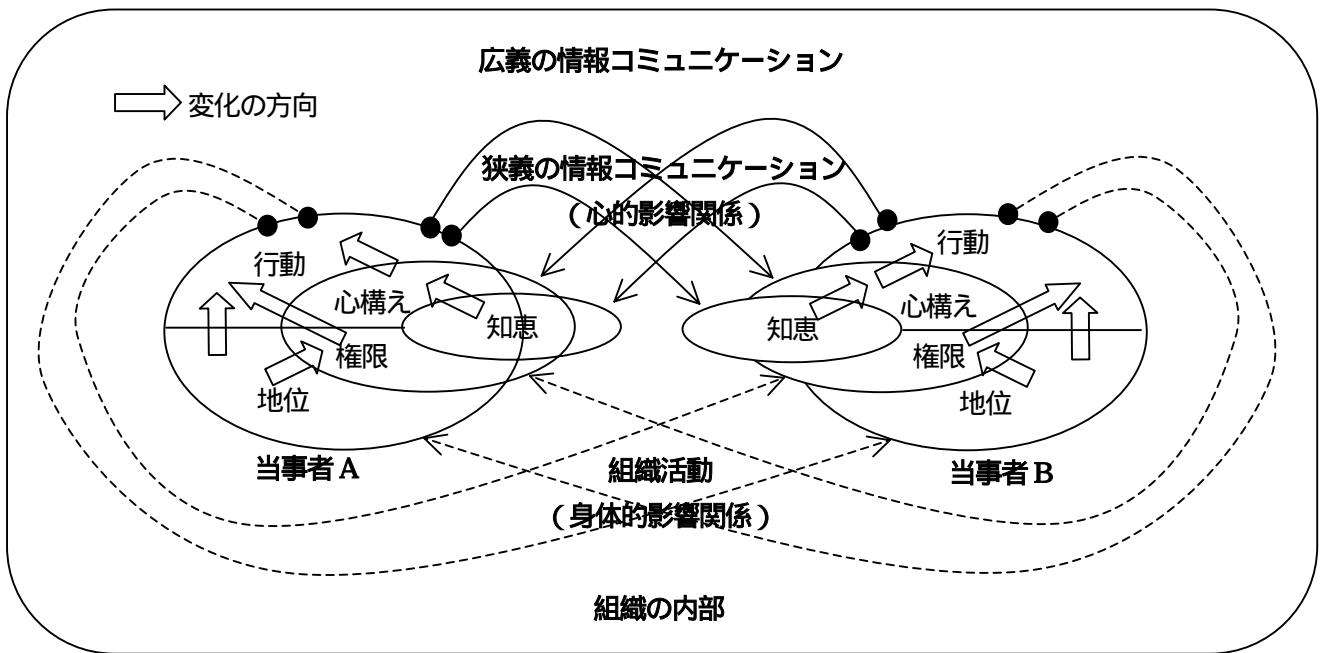 広義の情報コミュニケーション
変化の方向
狭義の情報コミュニケーション
（心的影響関係）
行動
心構え
知恵
権限
地位
当事者A
行動
心構え
知恵
権限
地位
当事者B
組織活動
（身体的影響関係）
組織の内部